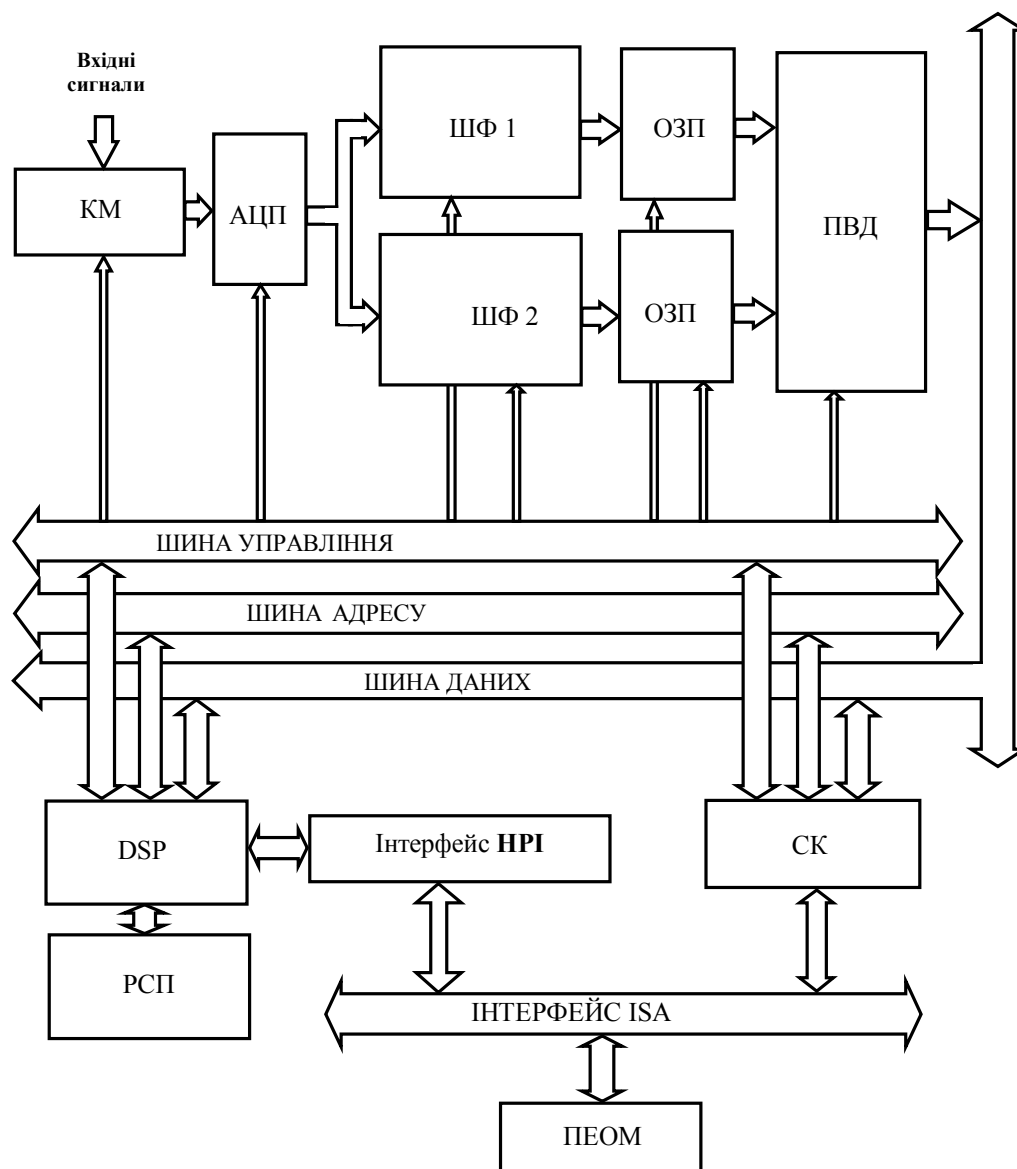 Вхідні
сигнали
КМ
АЦП
ШФ 1
ОЗП
ШФ 2
ОЗП
ПВД
ШИНА УПРАВЛІННЯ
ШИНА АДРЕСУ
ШИНА ДАНИХ
DSP
Інтерфейс HPI
СК
РСП
ІНТЕРФЕЙС ISA
ПЕОМ